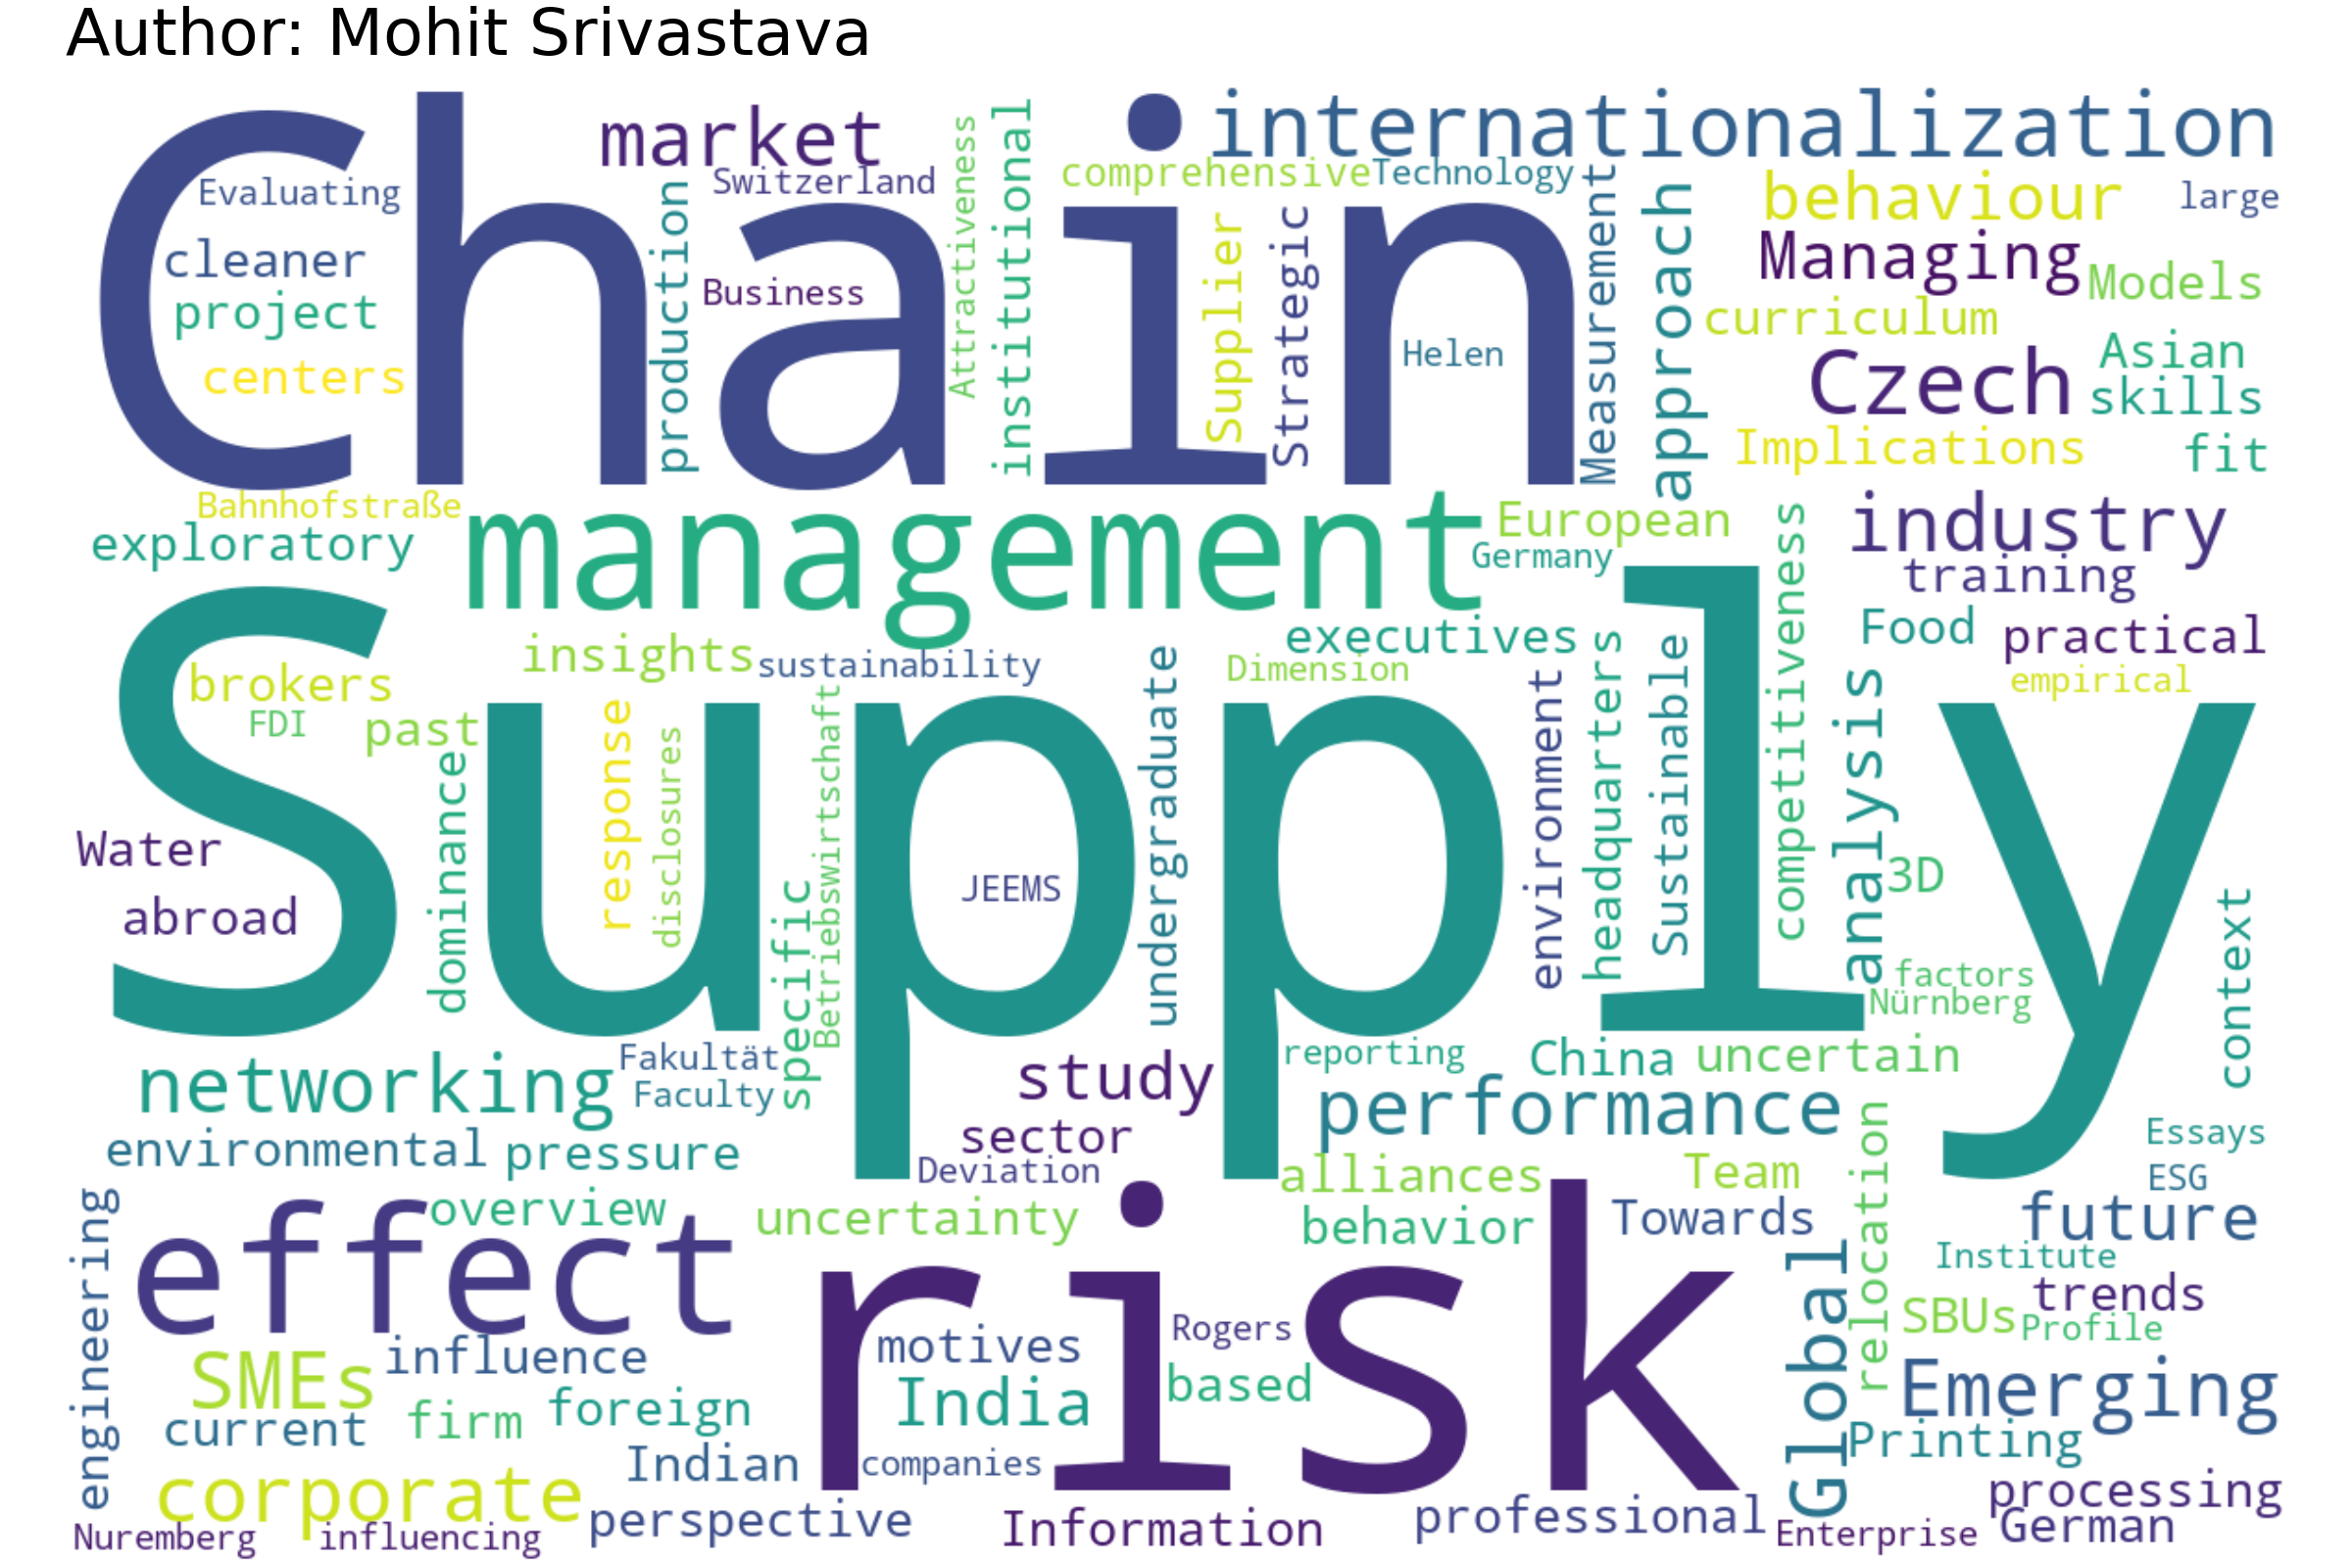 Author: Mohit Srivastava
Chain
internationalization
market
Evaluating
Switzerland
Attractiveness
institutional
comprehensive
Technology
behaviour
large
cleaner
production
Business
Supplier
Strategic
Measurement
approach
Managing
Models
project
curriculum
Helen
Asian
centers
Czech
skills
Implications
fit
Bahnhofstraße
management
European
industry
exploratory
Germany
competitiveness
training
Supply
insights
sustainability
executives
Food
practical
brokers
Dimension
empirical
FDI
past
response
disclosures
Betriebswirtschaft
undergraduate
environment
headquarters
Sustainable
analysis
dominance
Water
JEEMS
3D
abroad
specific
context
factors
Nürnberg
networking
Fakultät
Faculty
study
reporting
China
uncertain
performance
environmental
pressure
sector
Deviation
alliances
Team
relocation
Essays
ESG
engineering
effect
overview
uncertainty
risk
behavior
Towards
Global
future
Institute
trends
SMEs
influence
motives
Rogers
SBUs
Profile
current
firm
foreign
India
based
Emerging
Printing
Indian
companies
corporate
perspective
Information
professional
processing
Nuremberg
influencing
Enterprise
German